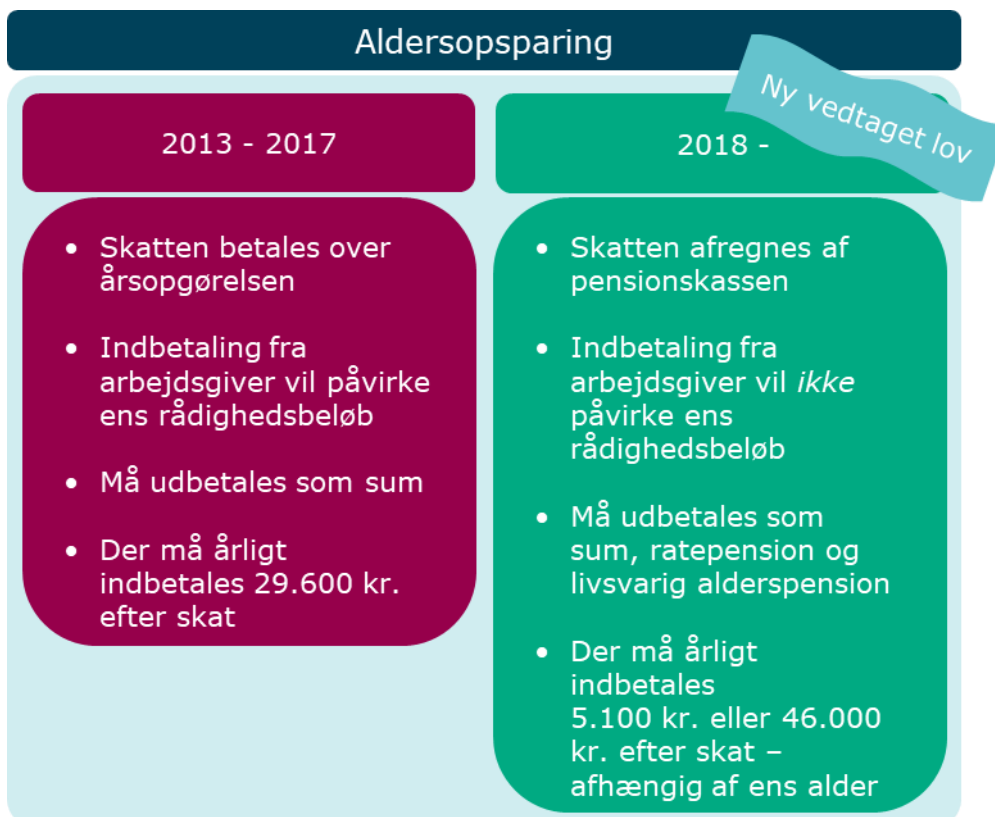 Aldersopsparing
Ny vedtaget lov
2013 - 2017
• Skatten betales over
årsopgørelsen
• Indbetaling fra
arbejdsgiver vil påvirke
ens rådighedsbeløb
• Må udbetales som sum
• Der må årligt
indbetales 29.600 kr.
efter skat
2018 -
• Skatten afregnes af
pensionskassen
• Indbetaling fra
arbejdsgiver vil ikke
påvirke ens
rådighedsbeløb
• Må udbetales som
sum, ratepension og
livsvarig alderspension
• Der må årligt
indbetales
5.100 kr. eller 46.000
kr. efter skat –
afhængig af ens alder